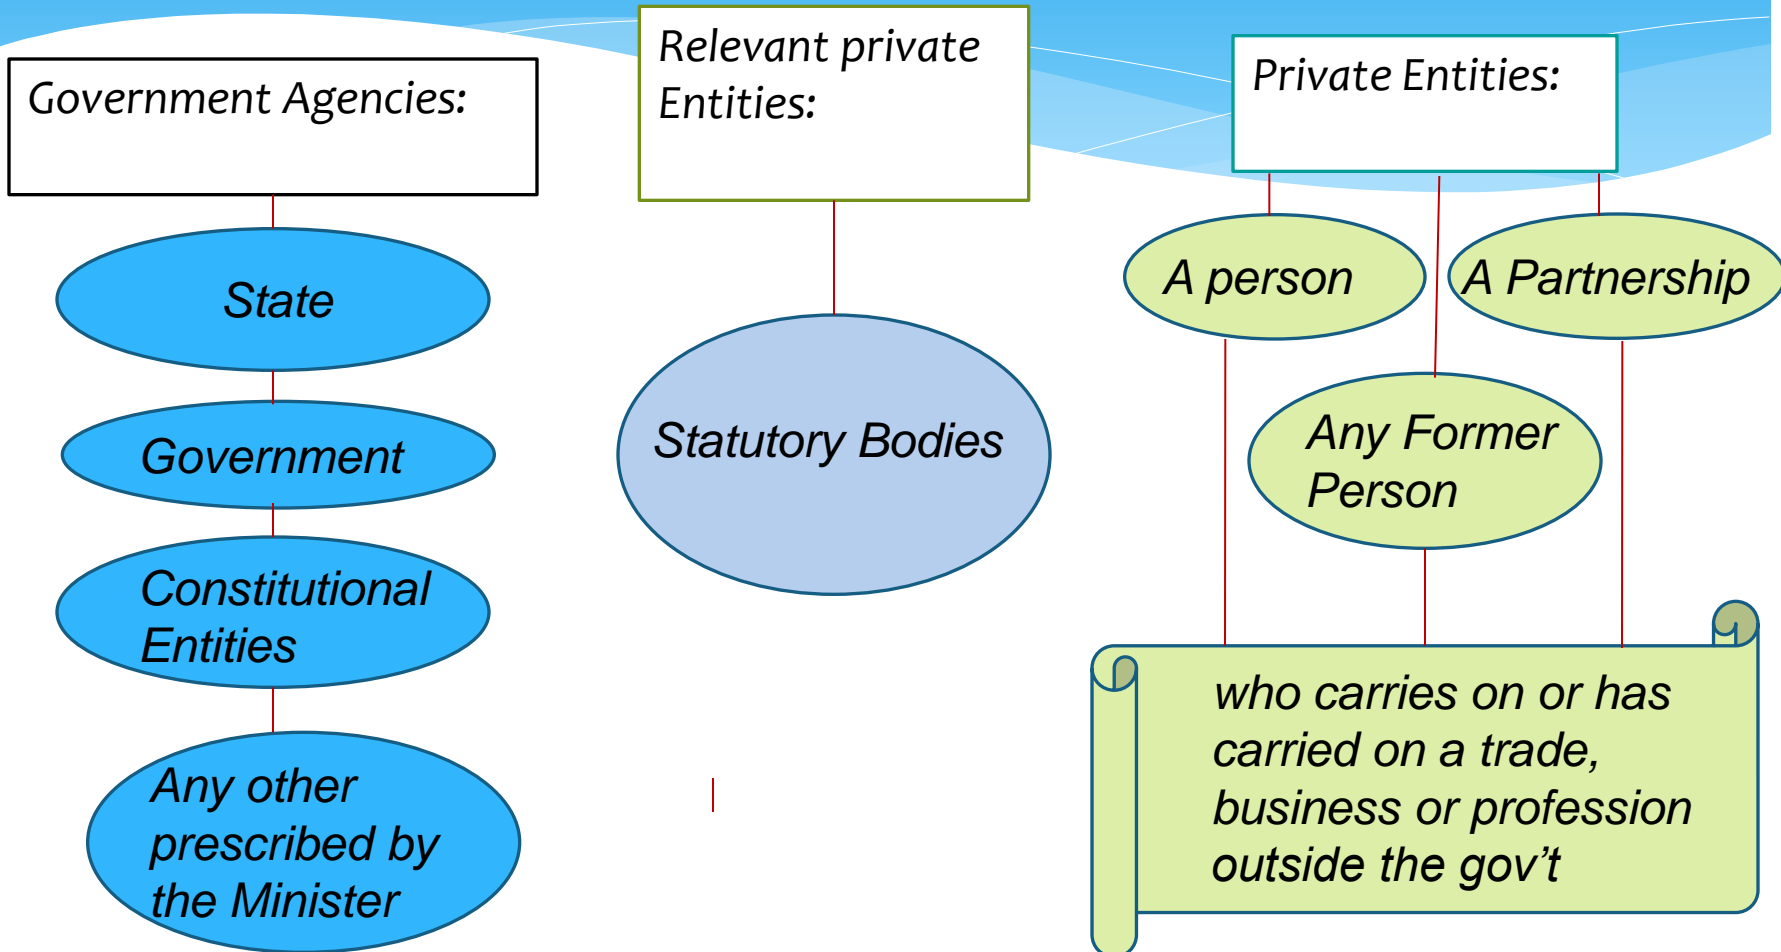 Government Agencies:
State
Government
Constitutional
Entities
Any other
prescribed by
the Minister
Relevant private
Entities:
Statutory Bodies
Private Entities:
A person
A Partnership
Any Former
Person
who carries on or has
carried on a trade,
business or profession
outside the gov’t